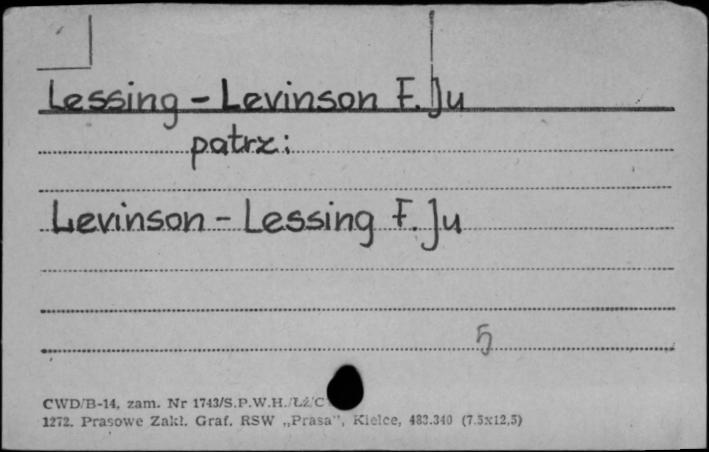 Lessing - Levinson F. Ju
patrz:
Levinson - Lessing F. Ju
5
CWD/B-14, zam. Nr 1743/S.P.W.H./ŁŻ/C
1272. Prasowe Zakł. Graf. RSW „Prasa", Kielce, 483.340 (7.5x12,5)